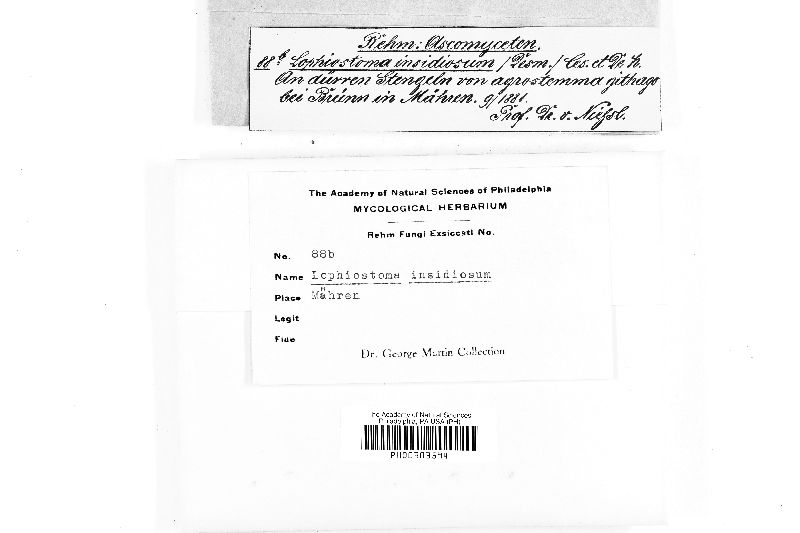 Rehm: Ascomyceten.
88b. Lophiostoma insidiosum /Desm./ Ces. et De N.
An dürren Stengeln von agrostemma githago
bei Brünn in Mähren. 9/1881.
Prof. Dr. v. Niessl.
The Academy of Natural Sciences of Philadelphia
MYCOLOGICAL HERBARIUM
Rehm Fungi Exsiccati No.
No. 88b
Name Lophiostoma insidiosum
Place Mähren
Legit
Fide
Dr. George Martin Collection
The Academy of Natural Sciences
Philadelphia, PA USA (PH)